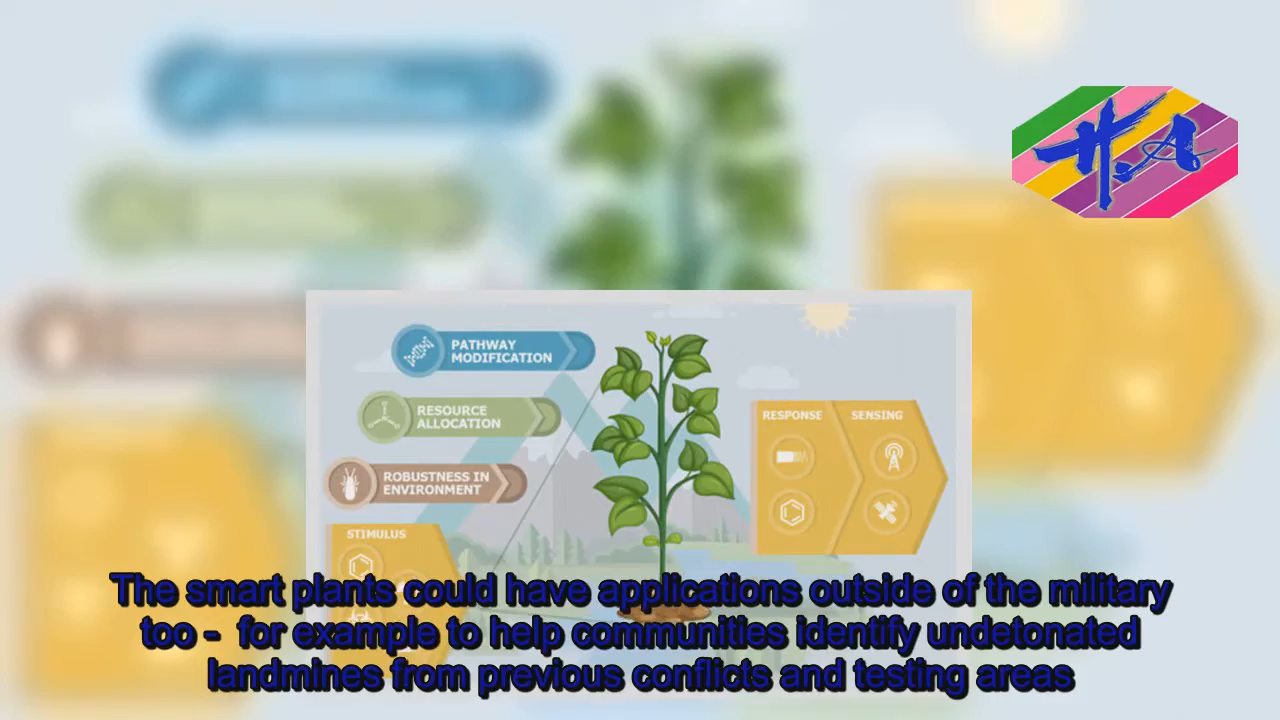 H.A
PATHWAY
MODIFICATION
RESOURCE
ALLOCATION
ROBUSTNESS IN
ENVIRONMENT
STIMULUS
RESPONSE
SENSING
The smart plants could have applications outside of the military
too - for example to help communities identify undetonated
landmines from previous conflicts and testing areas